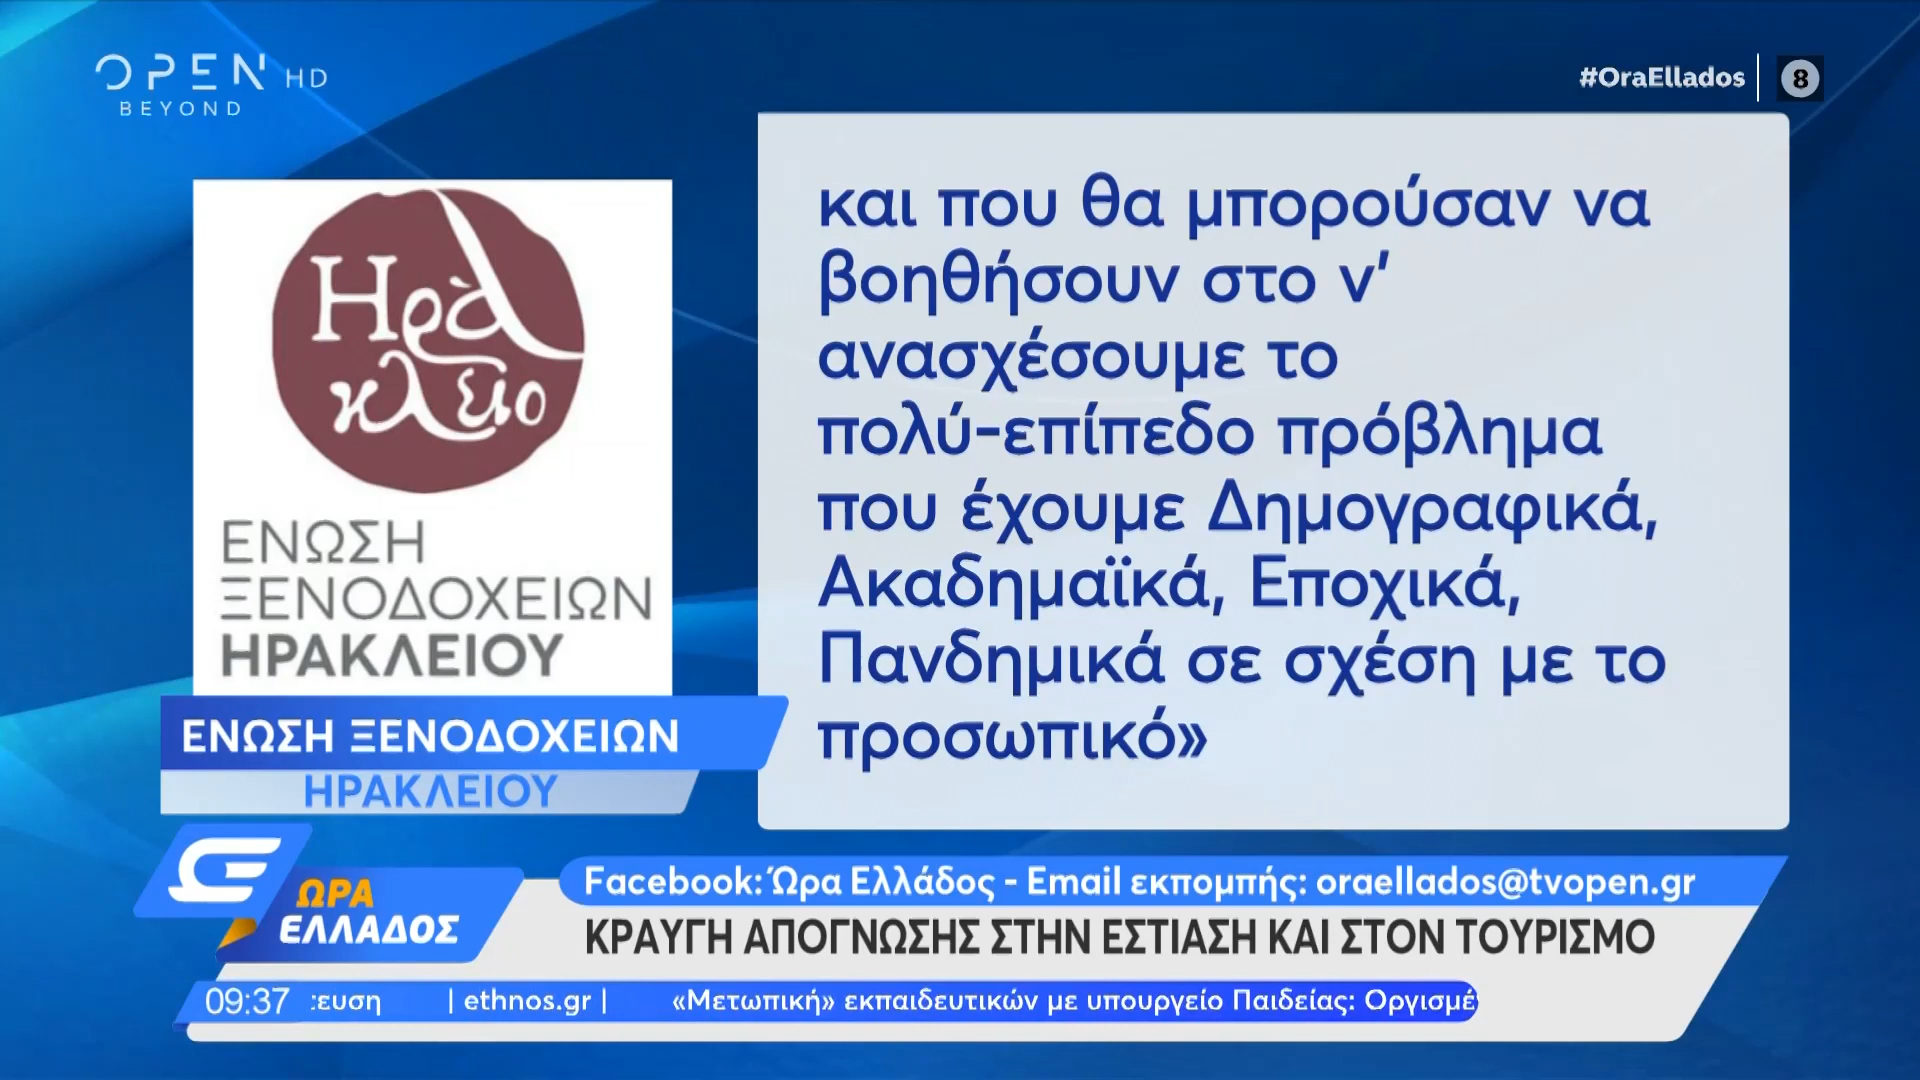 OPEN HD
BEYOND
#OraEllados
8
Ηρὰ
κλειο
ΕΝΩΣΗ
ΞΕΝΟΔΟΧΕΙΩΝ
ΗΡΑΚΛΕΙΟΥ
και που θα μπορούσαν να
βοηθήσουν στο ν'
ανασχέσουμε το
πολύ-επίπεδο πρόβλημα
που έχουμε Δημογραφικά,
Ακαδημαϊκά, Εποχικά,
Πανδημικά σε σχέση με το
προσωπικό»
ΕΝΩΣΗ ΞΕΝΟΔΟΧΕΙΩΝ
ΗΡΑΚΛΕΙΟΥ
ΩΡΑ
ΕΛΛΑΔΟΣ
Facebook: Ώρα Ελλάδος - Email εκπομπής: oraellados@tvopen.gr
ΚΡΑΥΓΗ ΑΠΟΓΝΩΣΗΣ ΣΤΗΝ ΕΣΤΙΑΣΗ ΚΑΙ ΣΤΟΝ ΤΟΥΡΙΣΜΟ
09:37 | ethnos.gr | «Μετωπική» εκπαιδευτικών με υπουργείο Παιδείας: